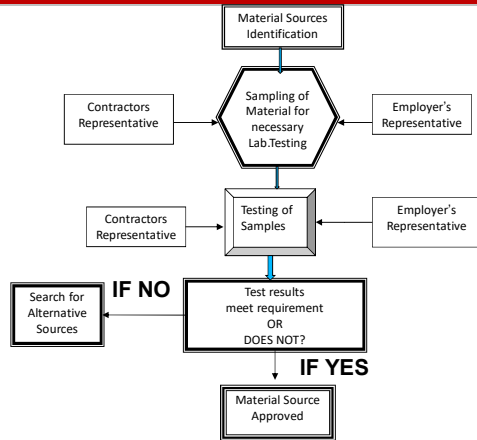 Material Sources
Identification
Contractors
Representative
Sampling of
Material for
necessary
Lab.Testing
Employer's
Representative
Contractors
Representative
Testing of
Samples
Employer's
Representative
Search for
Alternative
Sources
IF NO
Test results
meet requirement
OR
DOES NOT?
IF YES
Material Source
Approved